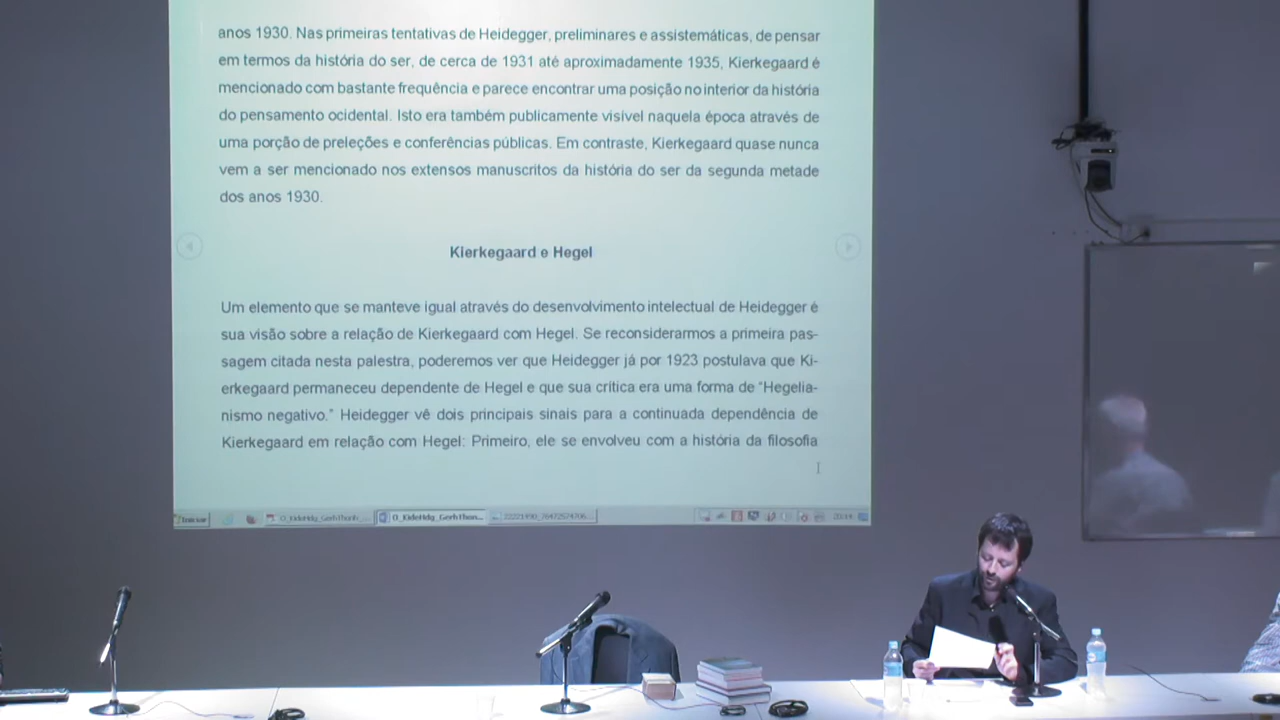 anos 1930. Nas primeiras tentativas de Heidegger, preliminares e assistemáticas, de pensar
em termos da história do ser, de cerca de 1931 até aproximadamente 1935, Kierkegaard é
mencionado com bastante frequência e parece encontrar uma posição no interior da história
do pensamento ocidental. Isto era também publicamente visível naquela época através de
uma porção de preleções e conferências públicas. Em contraste, Kierkegaard quase nunca
vem a ser mencionado nos extensos manuscritos da história do ser da segunda metade
dos anos 1930.
Kierkegaard e Hegel
Um elemento que se manteve igual através do desenvolvimento intelectual de Heidegger é
sua visão sobre a relação de Kierkegaard com Hegel. Se reconsiderarmos a primeira pas-
sagem citada nesta palestra, poderemos ver que Heidegger já por 1923 postulava que Ki-
erkegaard permaneceu dependente de Hegel e que sua crítica era uma forma de "Hegelia-
nismo negativo." Heidegger vê dois principais sinais para a continuada dependência de
Kierkegaard em relação com Hegel: Primeiro, ele se envolveu com a história da filosofia
Iniciar